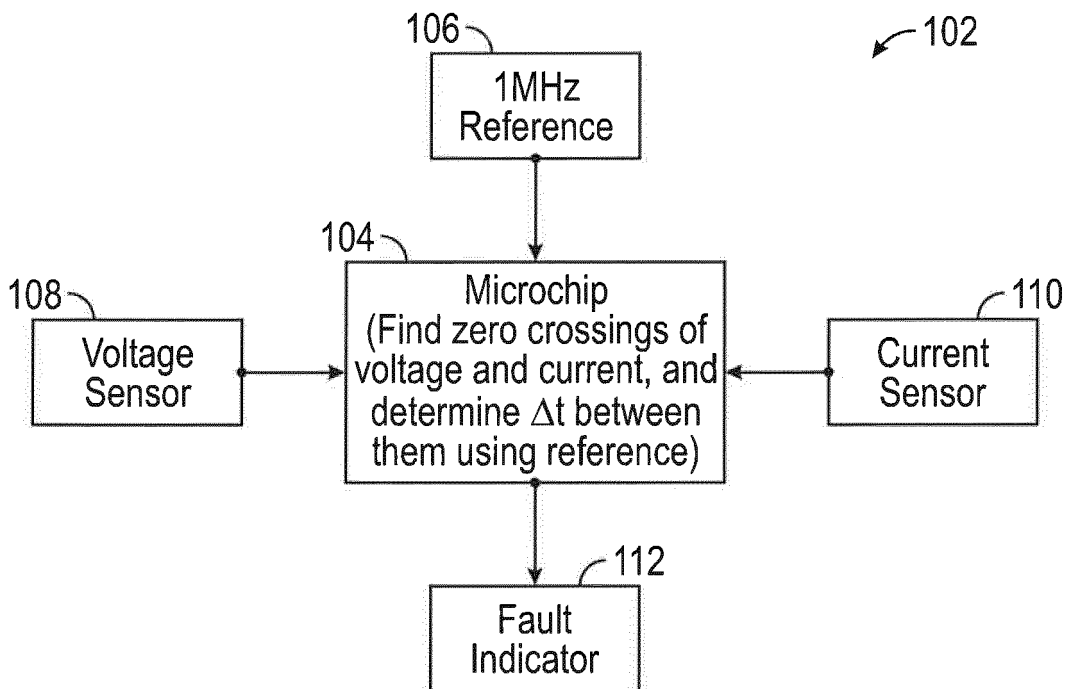 106
102
1MHz
Reference
104
Microchip
(Find zero crossings of
voltage and current, and
determine Δt between
them using reference)
108
Voltage
Sensor
110
Current
Sensor
112
Fault
Indicator